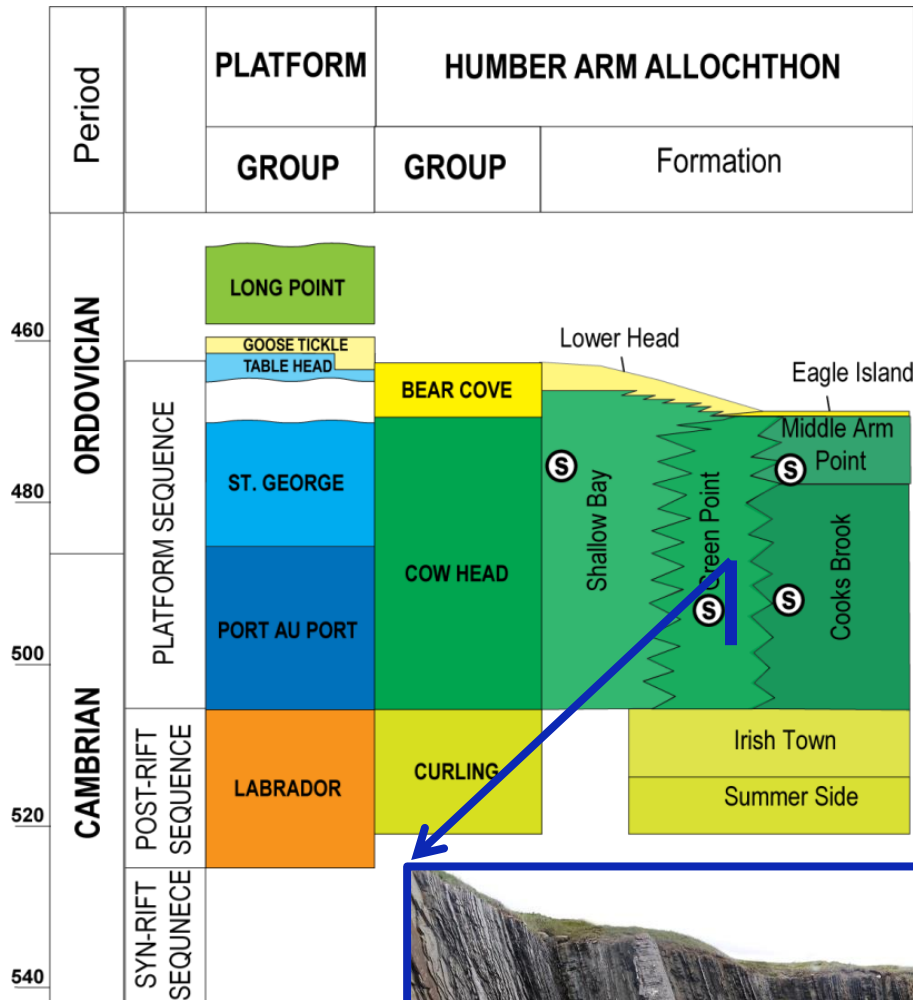 Period
PLATFORM
HUMBER ARM ALLOCHTHON
GROUP
GROUP
Formation
ORDOVICIAN
CAMBRIAN
460
480
500
520
540
PLATFORM SEQUENCE
POST-RIFT
SEQUENCE
SYN-RIFT
SEQUNECE
LONG POINT
GOOSE TICKLE
TABLE HEAD
ST. GEORGE
PORT AU PORT
LABRADOR
BEAR COVE
COW HEAD
CURLING
Lower Head
Eagle Island
Middle Arm
Point
Shallow Bay
Green Point
Cooks Brook
S
S
S
S
Irish Town
Summer Side